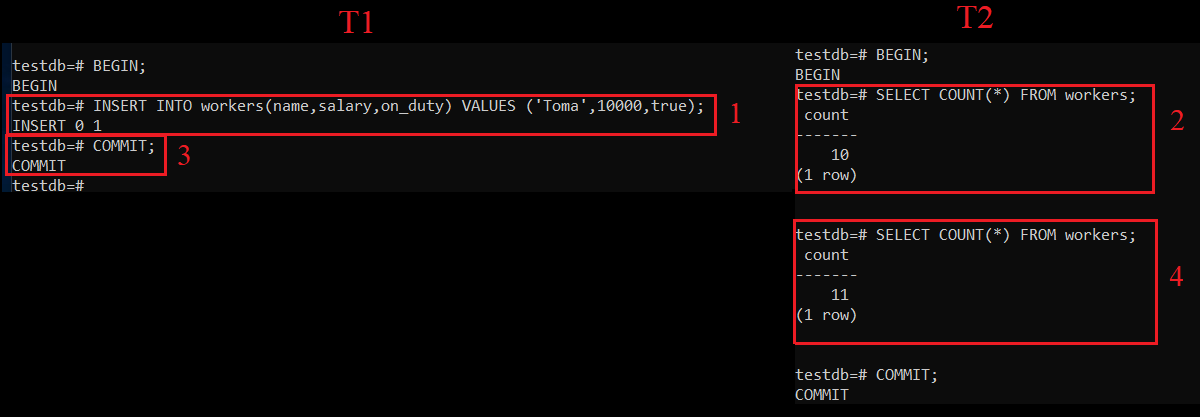 T1
testdb=# BEGIN;
BEGIN
testdb=# INSERT INTO workers(name,salary,on_duty) VALUES ('Toma',10000,true);
INSERT 0 1
1
testdb=# COMMIT;
COMMIT
3
testdb=#
T2
testdb=# BEGIN;
BEGIN
testdb=# SELECT COUNT(*) FROM workers;
count
-------
10
(1 row)
2
testdb=# SELECT COUNT(*) FROM workers;
count
-------
11
(1 row)
4
testdb=# COMMIT;
COMMIT